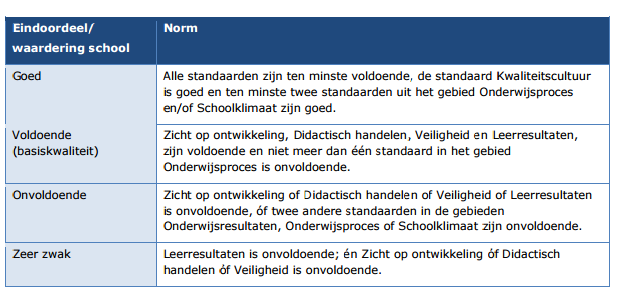 Eindoordeel/
waardering school
Norm
Goed
Alle standaarden zijn ten minste voldoende, de standaard Kwaliteitscultuur
is goed en ten minste twee standaarden uit het gebied Onderwijsproces
en/of Schoolklimaat zijn goed.
Voldoende
(basiskwaliteit)
Zicht op ontwikkeling, Didactisch handelen, Veiligheid en Leerresultaten,
zijn voldoende en niet meer dan één standaard in het gebied
Onderwijsproces is onvoldoende.
Onvoldoende
Zicht op ontwikkeling of Didactisch handelen of Veiligheid of Leerresultaten
is onvoldoende, óf twee andere standaarden in de gebieden
Onderwijsresultaten, Onderwijsproces of Schoolklimaat zijn onvoldoende.
Zeer zwak
Leerresultaten is onvoldoende; én Zicht op ontwikkeling óf Didactisch
handelen óf Veiligheid is onvoldoende.